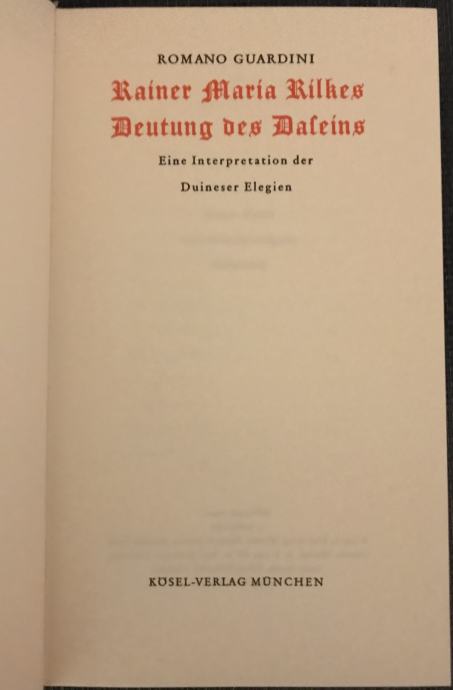 ROMANO GUARDINI
Rainer Maria Rilkes
Deutung des Daſeins
Eine Interpretation der
Duineser Elegien
KÖSEL-VERLAG MÜNCHEN